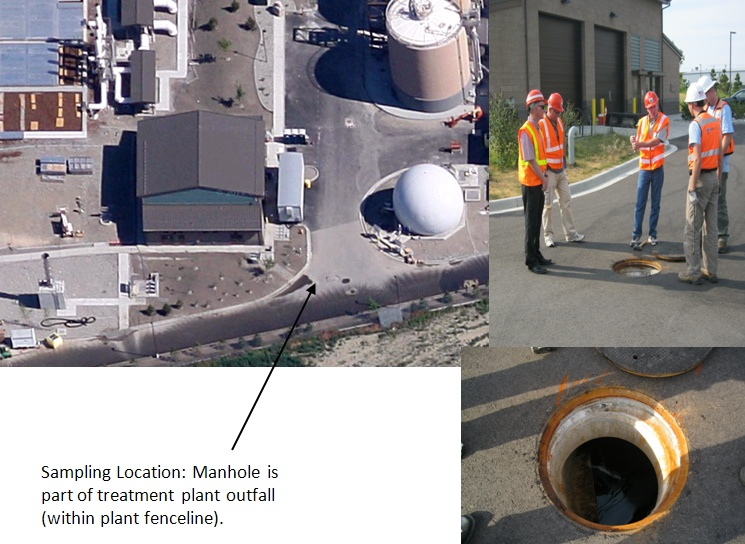 Sampling Location: Manhole is
part of treatment plant outfall
(within plant fenceline).